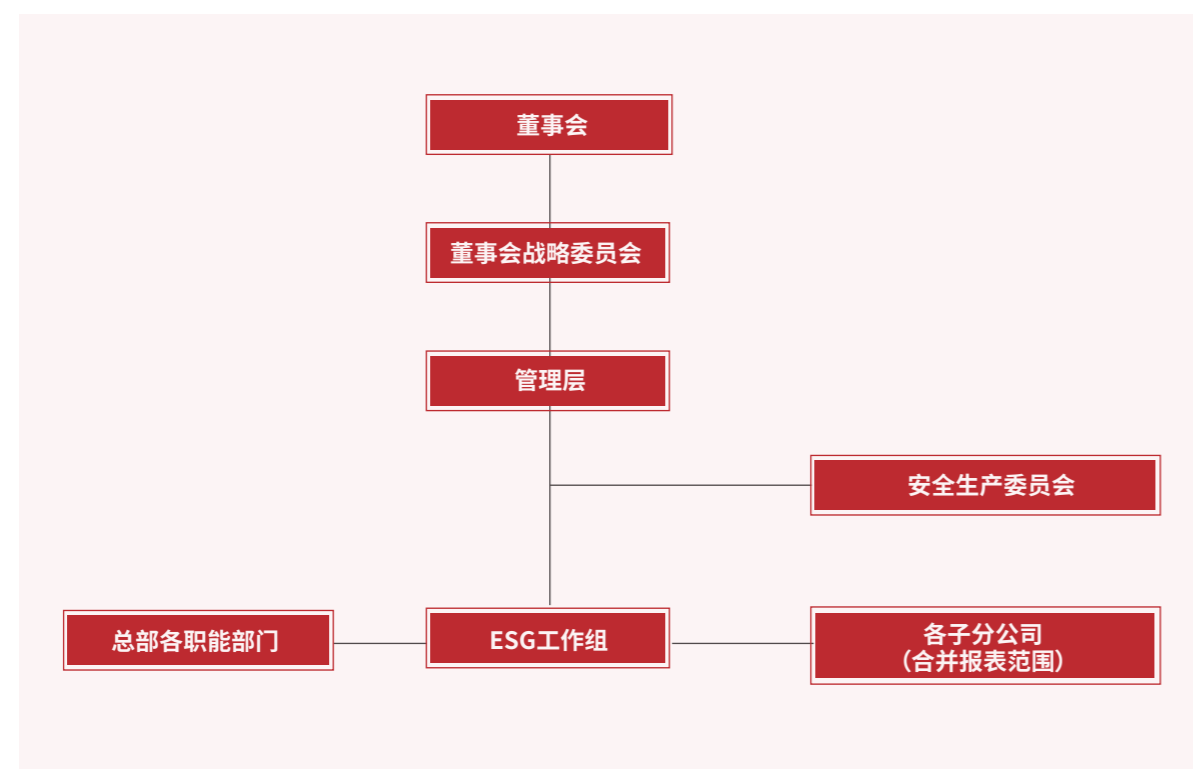 董事会
董事会战略委员会
管理层
安全生产委员会
总部各职能部门
ESG工作组
各子分公司
（合并报表范围）